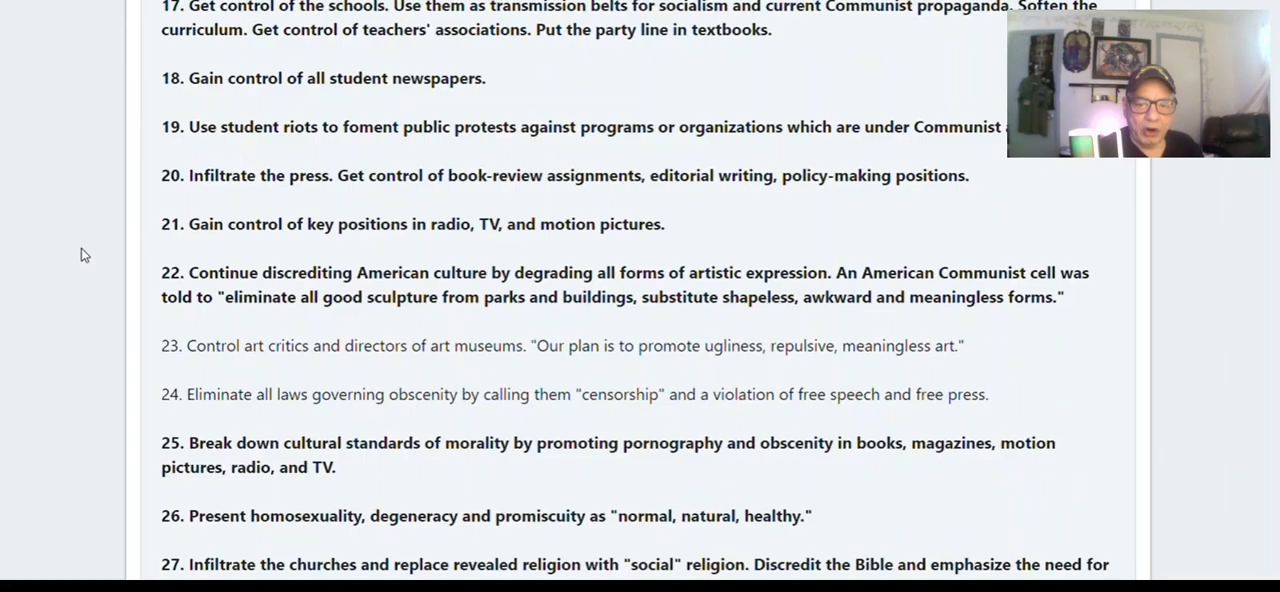 17. Get control of the schools. Use them as transmission belts for socialism and current Communist propaganda. Soften the
curriculum. Get control of teachers' associations. Put the party line in textbooks.
18. Gain control of all student newspapers.
19. Use student riots to foment public protests against programs or organizations which are under Communist
20. Infiltrate the press. Get control of book-review assignments, editorial writing, policy-making positions.
21. Gain control of key positions in radio, TV, and motion pictures.
22. Continue discrediting American culture by degrading all forms of artistic expression. An American Communist cell was
told to "eliminate all good sculpture from parks and buildings, substitute shapeless, awkward and meaningless forms."
23. Control art critics and directors of art museums. "Our plan is to promote ugliness, repulsive, meaningless art."
24. Eliminate all laws governing obscenity by calling them "censorship" and a violation of free speech and free press.
25. Break down cultural standards of morality by promoting pornography and obscenity in books, magazines, motion
pictures, radio, and TV.
26. Present homosexuality, degeneracy and promiscuity as "normal, natural, healthy."
27. Infiltrate the churches and replace revealed religion with "social" religion. Discredit the Bible and emphasize the need for